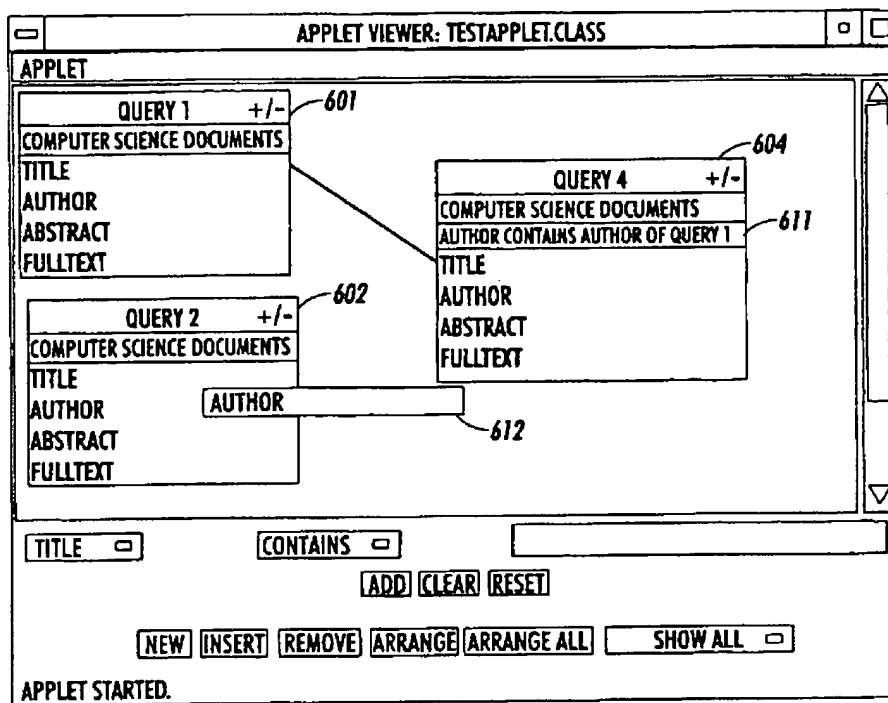 APPLET VIEWER: TESTAPPLET.CLASS
APPLET
QUERY 1 +/-
601
COMPUTER SCIENCE DOCUMENTS
TITLE
AUTHOR
ABSTRACT
FULLTEXT
604
QUERY 4 +/-
COMPUTER SCIENCE DOCUMENTS
AUTHOR CONTAINS AUTHOR OF QUERY 1
611
TITLE
AUTHOR
ABSTRACT
FULLTEXT
602
QUERY 2 +/-
COMPUTER SCIENCE DOCUMENTS
TITLE
AUTHOR
ABSTRACT
FULLTEXT
AUTHOR
612
TITLE
CONTAINS
ADD CLEAR RESET
NEW INSERT REMOVE ARRANGE ARRANGE ALL SHOW ALL
APPLET STARTED.